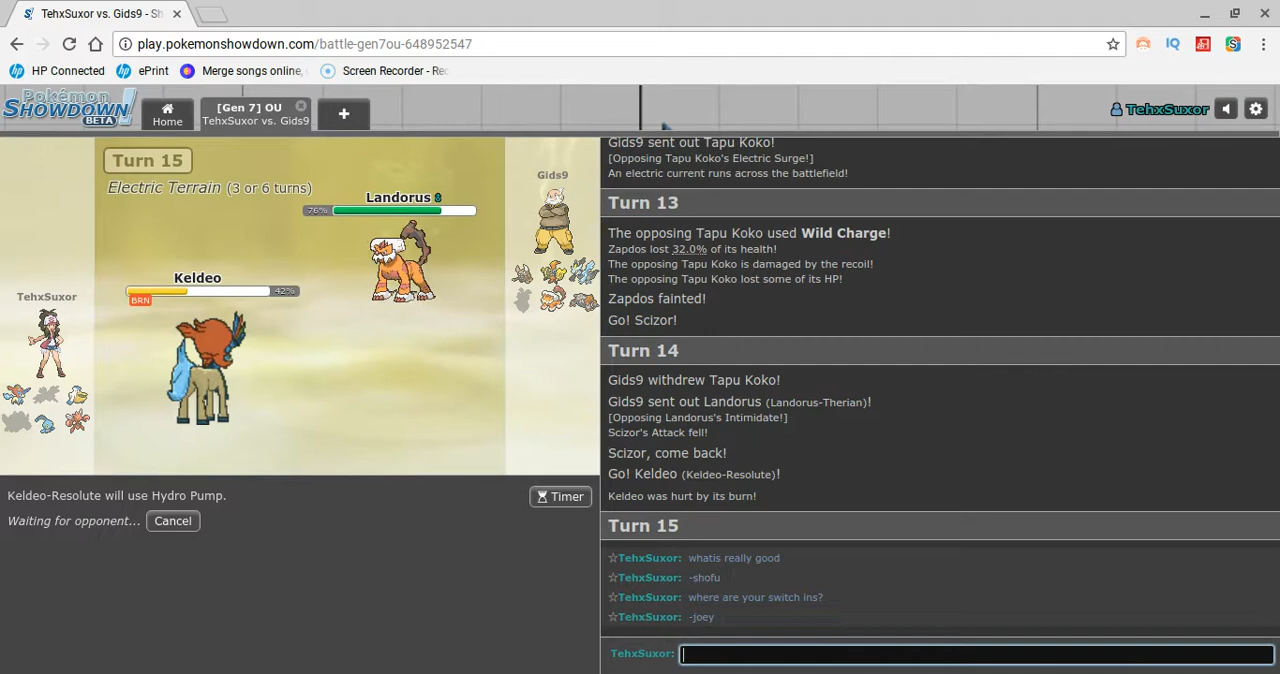 TehxSuxor vs. Gids9 - Sh
play.pokemonshowdown.com/battle-gen7ou-648952547
HP Connected
ePrint
Merge songs online,
Screen Recorder - Rec
Pokémon
SHOWDOWN!
BETA
Home
[Gen 7] OU
TehxSuxor vs. Gids9
+
TehxSuxor
Turn 15
Electric Terrain (3 or 6 turns)
Landorus
76%
Keldeo
42%
BRN
TehxSuxor
Gids9
Keldeo-Resolute will use Hydro Pump.
Waiting for opponent... Cancel
Timer
Gids9 sent out Tapu Koko!
[Opposing Tapu Koko's Electric Surge!]
An electric current runs across the battlefield!
Turn 13
The opposing Tapu Koko used Wild Charge!
Zapdos lost 32.0% of its health!
The opposing Tapu Koko is damaged by the recoil!
The opposing Tapu Koko lost some of its HP!
Zapdos fainted!
Go! Scizor!
Turn 14
Gids9 withdrew Tapu Koko!
Gids9 sent out Landorus (Landorus-Therian)!
[Opposing Landorus's Intimidate!]
Scizor's Attack fell!
Scizor, come back!
Go! Keldeo (Keldeo-Resolute)!
Keldeo was hurt by its burn!
Turn 15
☆TehxSuxor: whatis really good
☆TehxSuxor: -shofu
☆TehxSuxor: where are your switch ins?
☆TehxSuxor: -joey
TehxSuxor: